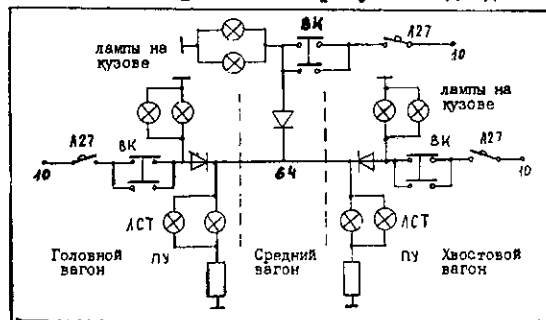 ВК
А27
10
лампы на
кузове
лампы на
кузове
А27
ВК
10
64
ВК
А27
10
ЛСТ
ЛСТ
Головной
вагон
ПУ
Средний
вагон
ПУ
Хвостовой
вагон